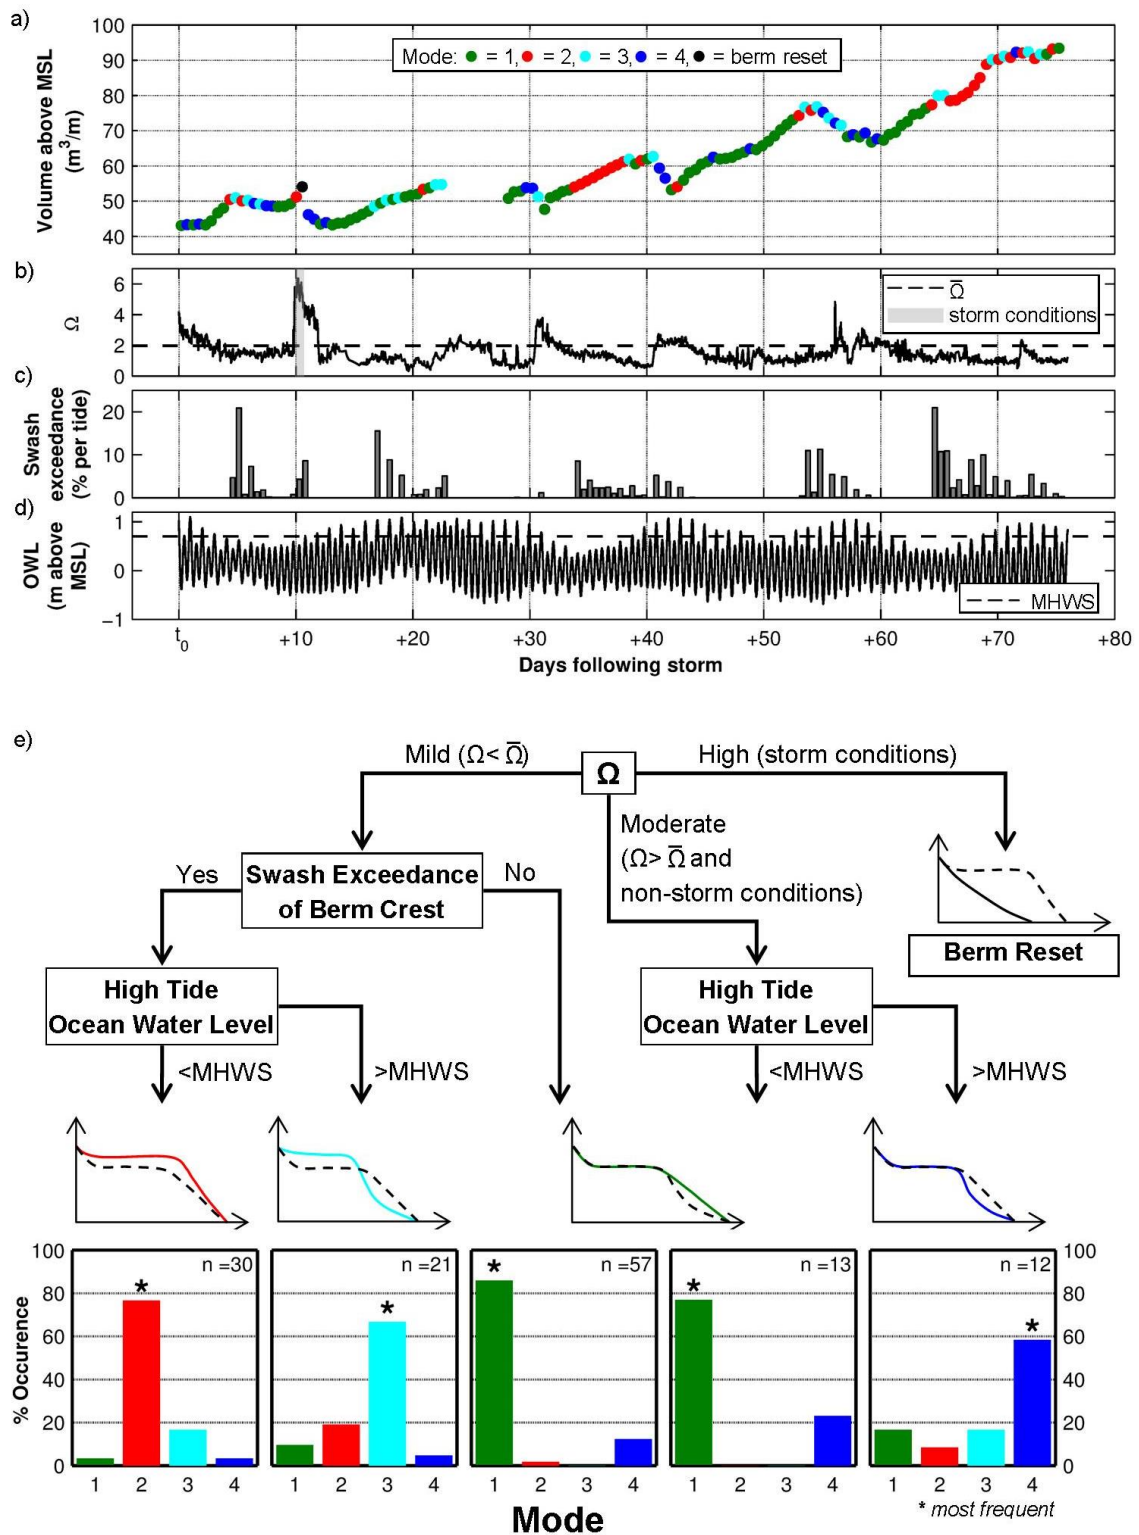 a)
Volume above MSL
(m³/m)
100
90
80
70
60
50
40
Mode: = 1, = 2, = 3, = 4, = berm reset
b)
Ω
6
4
2
0
Ω̅
storm conditions
c)
Swash
exceedance
(% per tide)
20
10
0
d)
OWL
(m above
MSL)
1
0
−1
MHWS
t₀ +10 +20 +30 +40 +50 +60 +70 +80
Days following storm
e)
Mild (Ω< Ω̅)
Ω
High (storm conditions)
Moderate
(Ω> Ω̅ and
non-storm conditions)
Yes
Swash Exceedance
of Berm Crest
No
Berm Reset
High Tide
Ocean Water Level
High Tide
Ocean Water Level
<MHWS
>MHWS
<MHWS
>MHWS
% Occurence
100
80
60
40
20
0
n =30
*
n =21
*
n =57
*
n =13
*
n =12
*
100
80
60
40
20
0
1 2 3 4 1 2 3 4 1 2 3 4 1 2 3 4 1 2 3 4
* most frequent
Mode